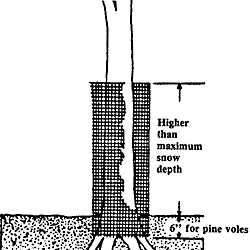 Higher
than
maximum
snow
depth
6" for pine voles